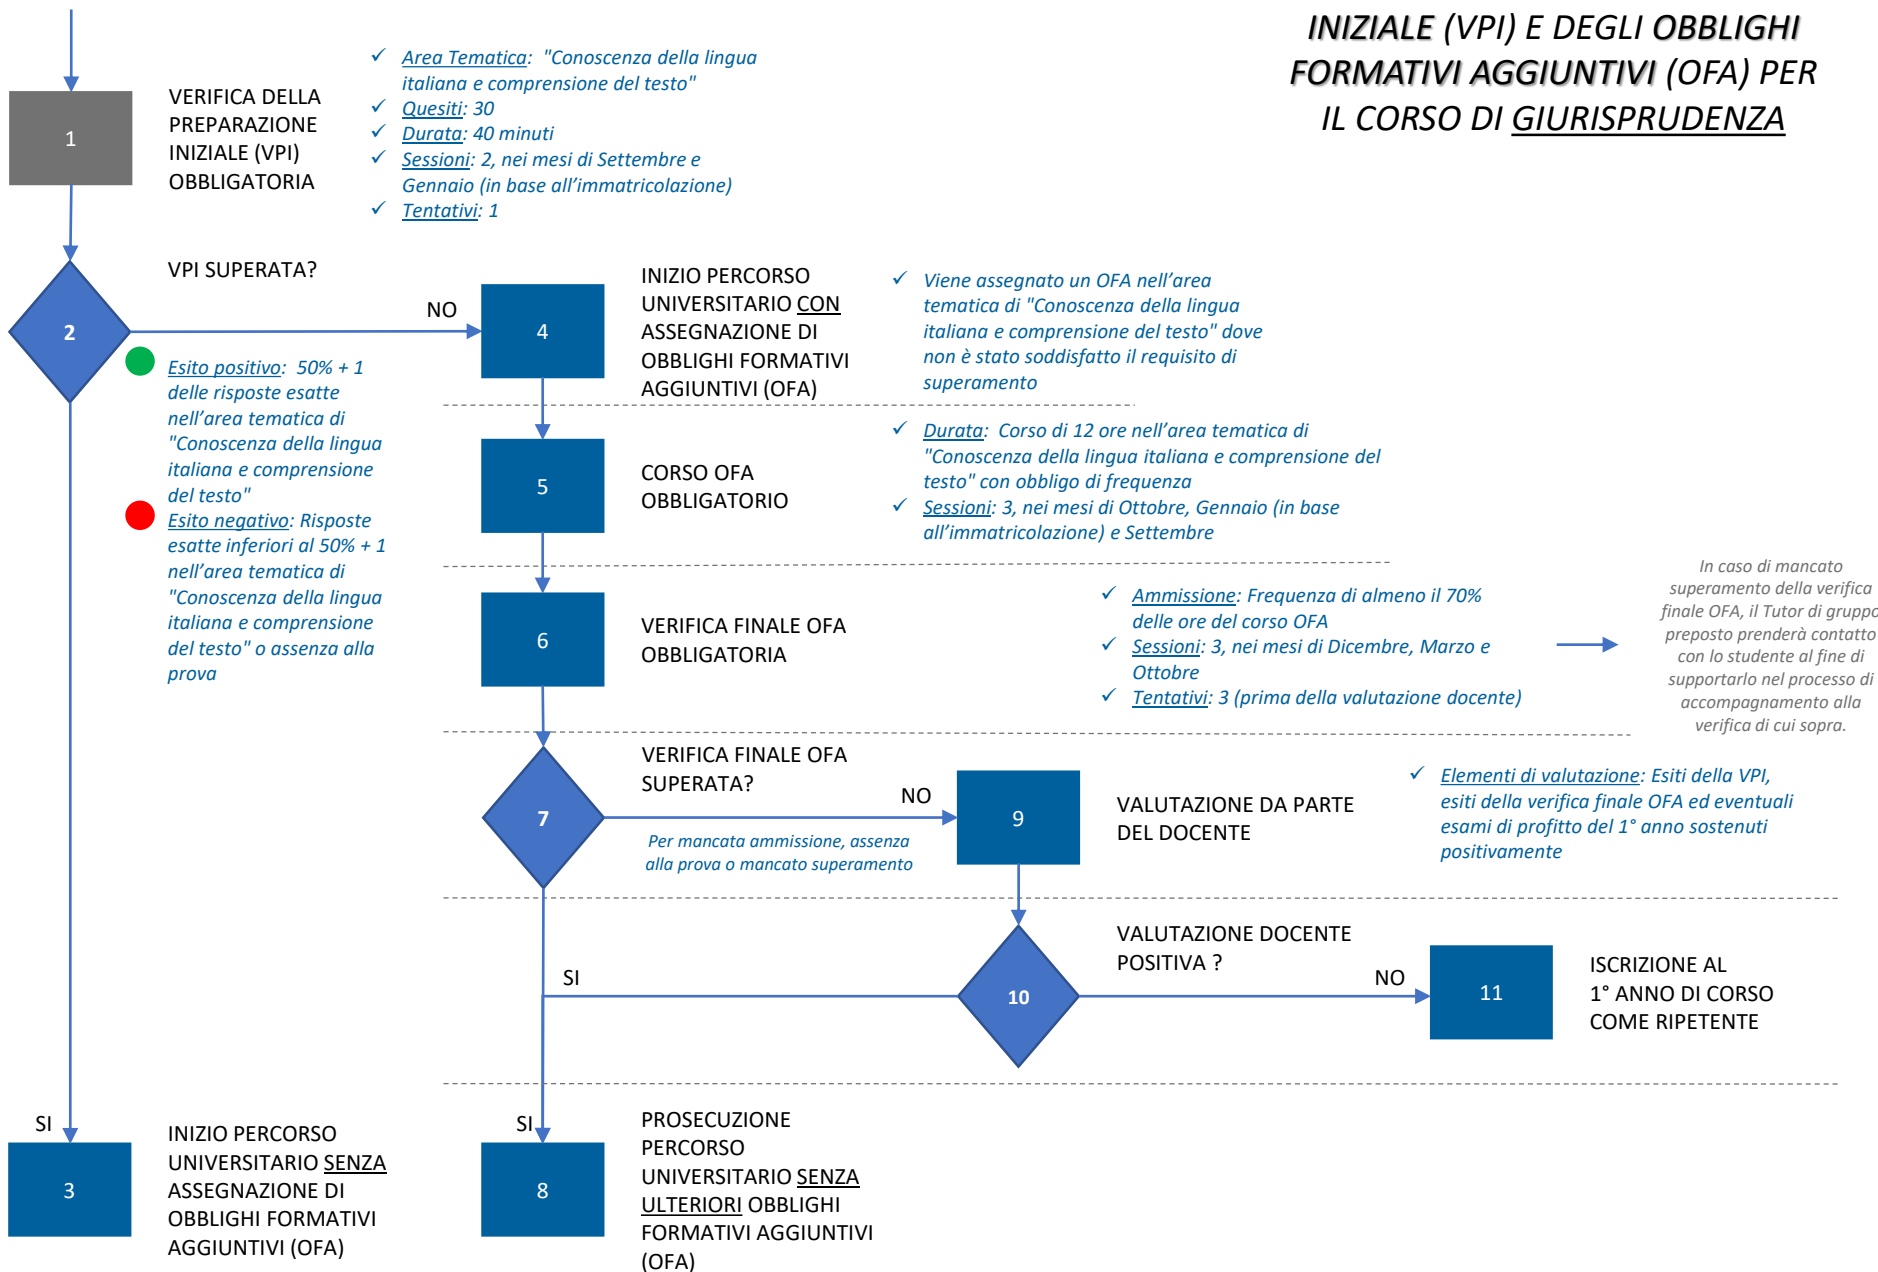 INIZIALE (VPI) E DEGLI OBBLIGHI
FORMATIVI AGGIUNTIVI (OFA) PER
IL CORSO DI GIURISPRUDENZA
1
VERIFICA DELLA
PREPARAZIONE
INIZIALE (VPI)
OBBLIGATORIA
✓ Area Tematica: "Conoscenza della lingua
italiana e comprensione del testo"
✓ Quesiti: 30
✓ Durata: 40 minuti
✓ Sessioni: 2, nei mesi di Settembre e
Gennaio (in base all’immatricolazione)
✓ Tentativi: 1
2
VPI SUPERATA?
NO
Esito positivo: 50% + 1
delle risposte esatte
nell’area tematica di
"Conoscenza della lingua
italiana e comprensione
del testo"
Esito negativo: Risposte
esatte inferiori al 50% + 1
nell’area tematica di
"Conoscenza della lingua
italiana e comprensione
del testo" o assenza alla
prova
4
INIZIO PERCORSO
UNIVERSITARIO CON
ASSEGNAZIONE DI
OBBLIGHI FORMATIVI
AGGIUNTIVI (OFA)
✓ Viene assegnato un OFA nell’area
tematica di "Conoscenza della lingua
italiana e comprensione del testo" dove
non è stato soddisfatto il requisito di
superamento
5
CORSO OFA
OBBLIGATORIO
✓ Durata: Corso di 12 ore nell’area tematica di
"Conoscenza della lingua italiana e comprensione del
testo" con obbligo di frequenza
✓ Sessioni: 3, nei mesi di Ottobre, Gennaio (in base
all’immatricolazione) e Settembre
6
VERIFICA FINALE OFA
OBBLIGATORIA
✓ Ammissione: Frequenza di almeno il 70%
delle ore del corso OFA
✓ Sessioni: 3, nei mesi di Dicembre, Marzo e
Ottobre
✓ Tentativi: 3 (prima della valutazione docente)
In caso di mancato
superamento della verifica
finale OFA, il Tutor di gruppo
preposto prenderà contatto
con lo studente al fine di
supportarlo nel processo di
accompagnamento alla
verifica di cui sopra.
7
VERIFICA FINALE OFA
SUPERATA?
NO
Per mancata ammissione, assenza
alla prova o mancato superamento
9
VALUTAZIONE DA PARTE
DEL DOCENTE
✓ Elementi di valutazione: Esiti della VPI,
esiti della verifica finale OFA ed eventuali
esami di profitto del 1° anno sostenuti
positivamente
SI
10
VALUTAZIONE DOCENTE
POSITIVA ?
NO
11
ISCRIZIONE AL
1° ANNO DI CORSO
COME RIPETENTE
SI
3
INIZIO PERCORSO
UNIVERSITARIO SENZA
ASSEGNAZIONE DI
OBBLIGHI FORMATIVI
AGGIUNTIVI (OFA)
SI
8
PROSECUZIONE
PERCORSO
UNIVERSITARIO SENZA
ULTERIORI OBBLIGHI
FORMATIVI AGGIUNTIVI
(OFA)